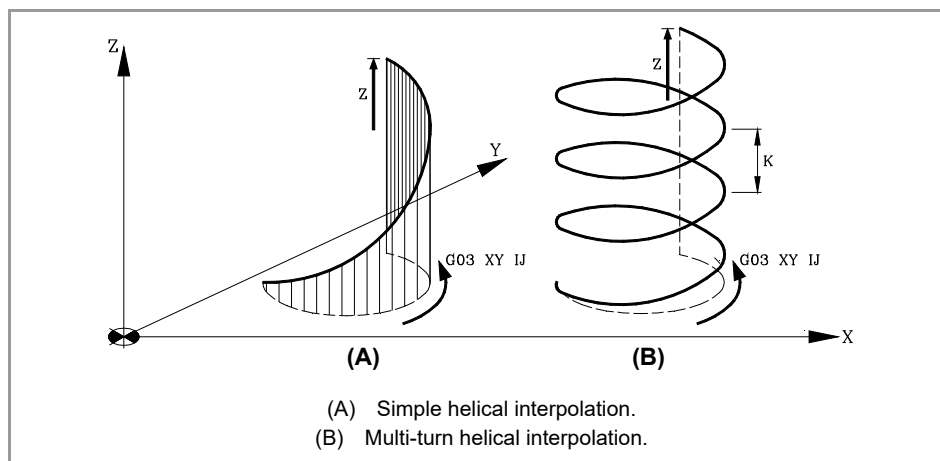 Z
Z
Z
Y
K
G03 XY IJ
G03 XY IJ
X
(A)
(B)
(A) Simple helical interpolation.
(B) Multi-turn helical interpolation.